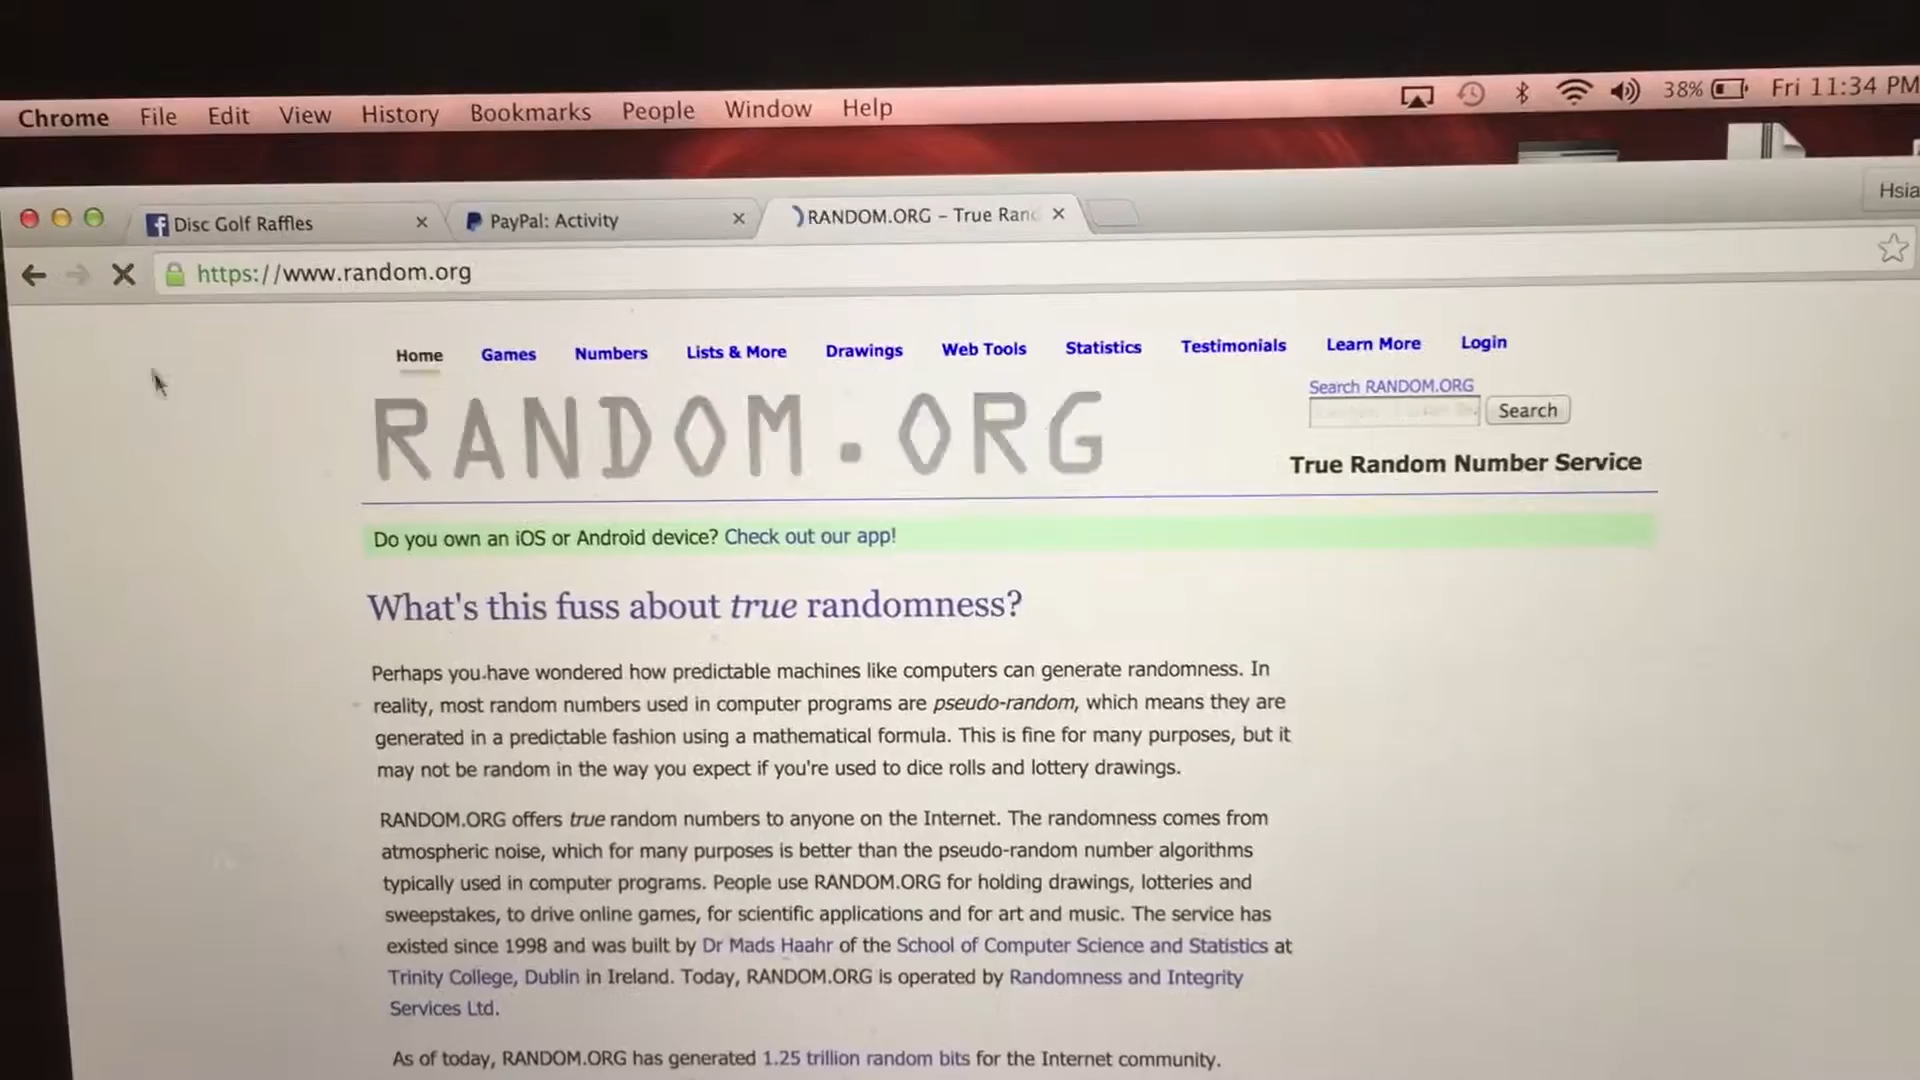 Chrome File Edit View History Bookmarks People Window Help 38% Fri 11:34 PM
Hsia
Disc Golf Raffles PayPal: Activity RANDOM.ORG – True Ran
https://www.random.org
Home Games Numbers Lists & More Drawings Web Tools Statistics Testimonials Learn More Login
Search RANDOM.ORG
Search
RANDOM.ORG
True Random Number Service
Do you own an iOS or Android device? Check out our app!
What's this fuss about true randomness?
Perhaps you have wondered how predictable machines like computers can generate randomness. In
reality, most random numbers used in computer programs are pseudo-random, which means they are
generated in a predictable fashion using a mathematical formula. This is fine for many purposes, but it
may not be random in the way you expect if you're used to dice rolls and lottery drawings.
RANDOM.ORG offers true random numbers to anyone on the Internet. The randomness comes from
atmospheric noise, which for many purposes is better than the pseudo-random number algorithms
typically used in computer programs. People use RANDOM.ORG for holding drawings, lotteries and
sweepstakes, to drive online games, for scientific applications and for art and music. The service has
existed since 1998 and was built by Dr Mads Haahr of the School of Computer Science and Statistics at
Trinity College, Dublin in Ireland. Today, RANDOM.ORG is operated by Randomness and Integrity
Services Ltd.
As of today, RANDOM.ORG has generated 1.25 trillion random bits for the Internet community.